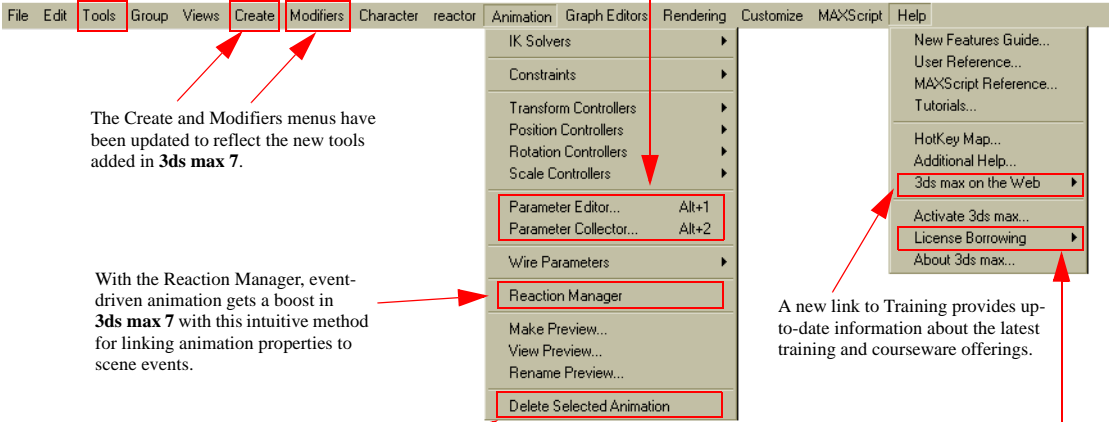 File Edit Tools Group Views Create Modifiers Character reactor Animation Graph Editors Rendering Customize MAXScript Help
The Create and Modifiers menus have
been updated to reflect the new tools
added in 3ds max 7.
With the Reaction Manager, event-
driven animation gets a boost in
3ds max 7 with this intuitive method
for linking animation properties to
scene events.
IK Solvers
Constraints
Transform Controllers
Position Controllers
Rotation Controllers
Scale Controllers
Parameter Editor... Alt+1
Parameter Collector... Alt+2
Wire Parameters
Reaction Manager
Make Preview...
View Preview...
Rename Preview...
Delete Selected Animation
New Features Guide...
User Reference...
MAXScript Reference...
Tutorials...
HotKey Map...
Additional Help...
3ds max on the Web
Activate 3ds max...
License Borrowing
About 3ds max...
A new link to Training provides up-
to-date information about the latest
training and courseware offerings.